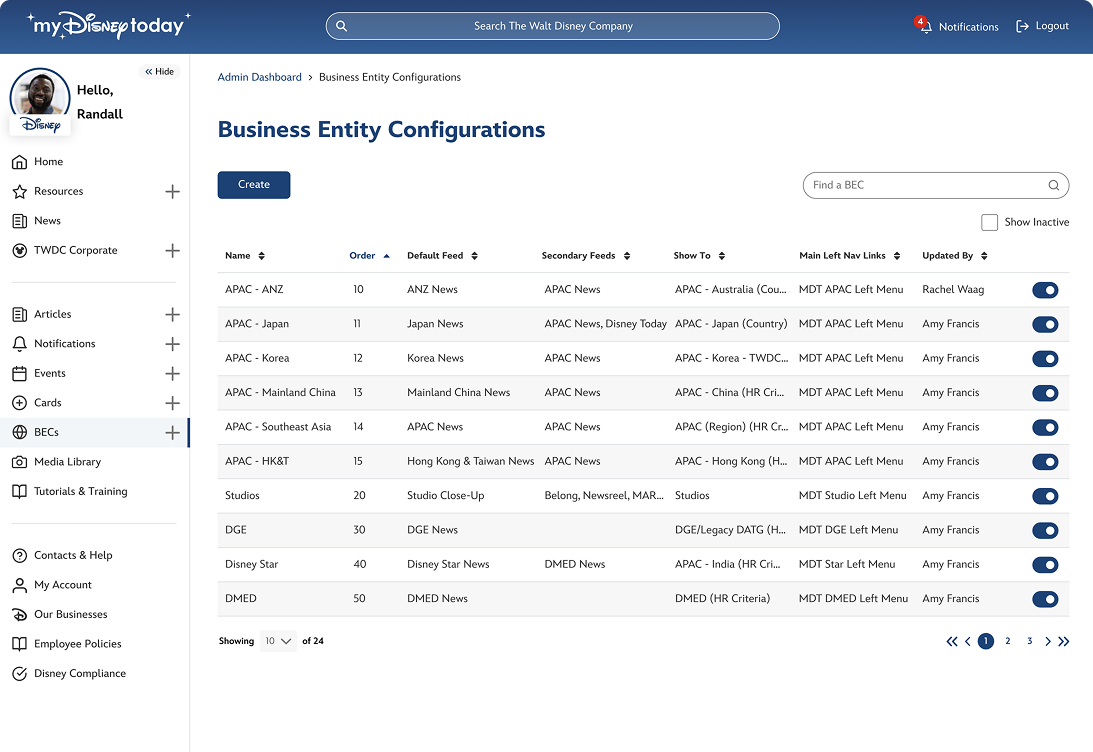 my Disney today
Search The Walt Disney Company
4
Notifications
Logout
Hide
Hello,
Randall
Disney
Home
Resources
News
TWDC Corporate
Articles
Notifications
Events
Cards
BECs
Media Library
Tutorials & Training
Contacts & Help
My Account
Our Businesses
Employee Policies
Disney Compliance
Admin Dashboard > Business Entity Configurations
Business Entity Configurations
Create
Find a BEC
Show Inactive
Name Order Default Feed Secondary Feeds Show To Main Left Nav Links Updated By
APAC - ANZ 10 ANZ News APAC News APAC - Australia (Cou... MDT APAC Left Menu Rachel Waag
APAC - Japan 11 Japan News APAC News, Disney Today APAC - Japan (Country) MDT APAC Left Menu Amy Francis
APAC - Korea 12 Korea News APAC News APAC - Korea - TWDC... MDT APAC Left Menu Amy Francis
APAC - Mainland China 13 Mainland China News APAC News APAC - China (HR Cri... MDT APAC Left Menu Amy Francis
APAC - Southeast Asia 14 APAC News APAC News APAC (Region) (HR Cr... MDT APAC Left Menu Amy Francis
APAC - HK&T 15 Hong Kong & Taiwan News APAC News APAC - Hong Kong (H... MDT APAC Left Menu Amy Francis
Studios 20 Studio Close-Up Belong, Newsreel, MAR... Studios MDT Studio Left Menu Amy Francis
DGE 30 DGE News DGE/Legacy DATG (H... MDT DGE Left Menu Amy Francis
Disney Star 40 Disney Star News DMED News APAC - India (HR Cri... MDT Star Left Menu Amy Francis
DMED 50 DMED News DMED (HR Criteria) MDT DMED Left Menu Amy Francis
Showing 10 of 24
1 2 3